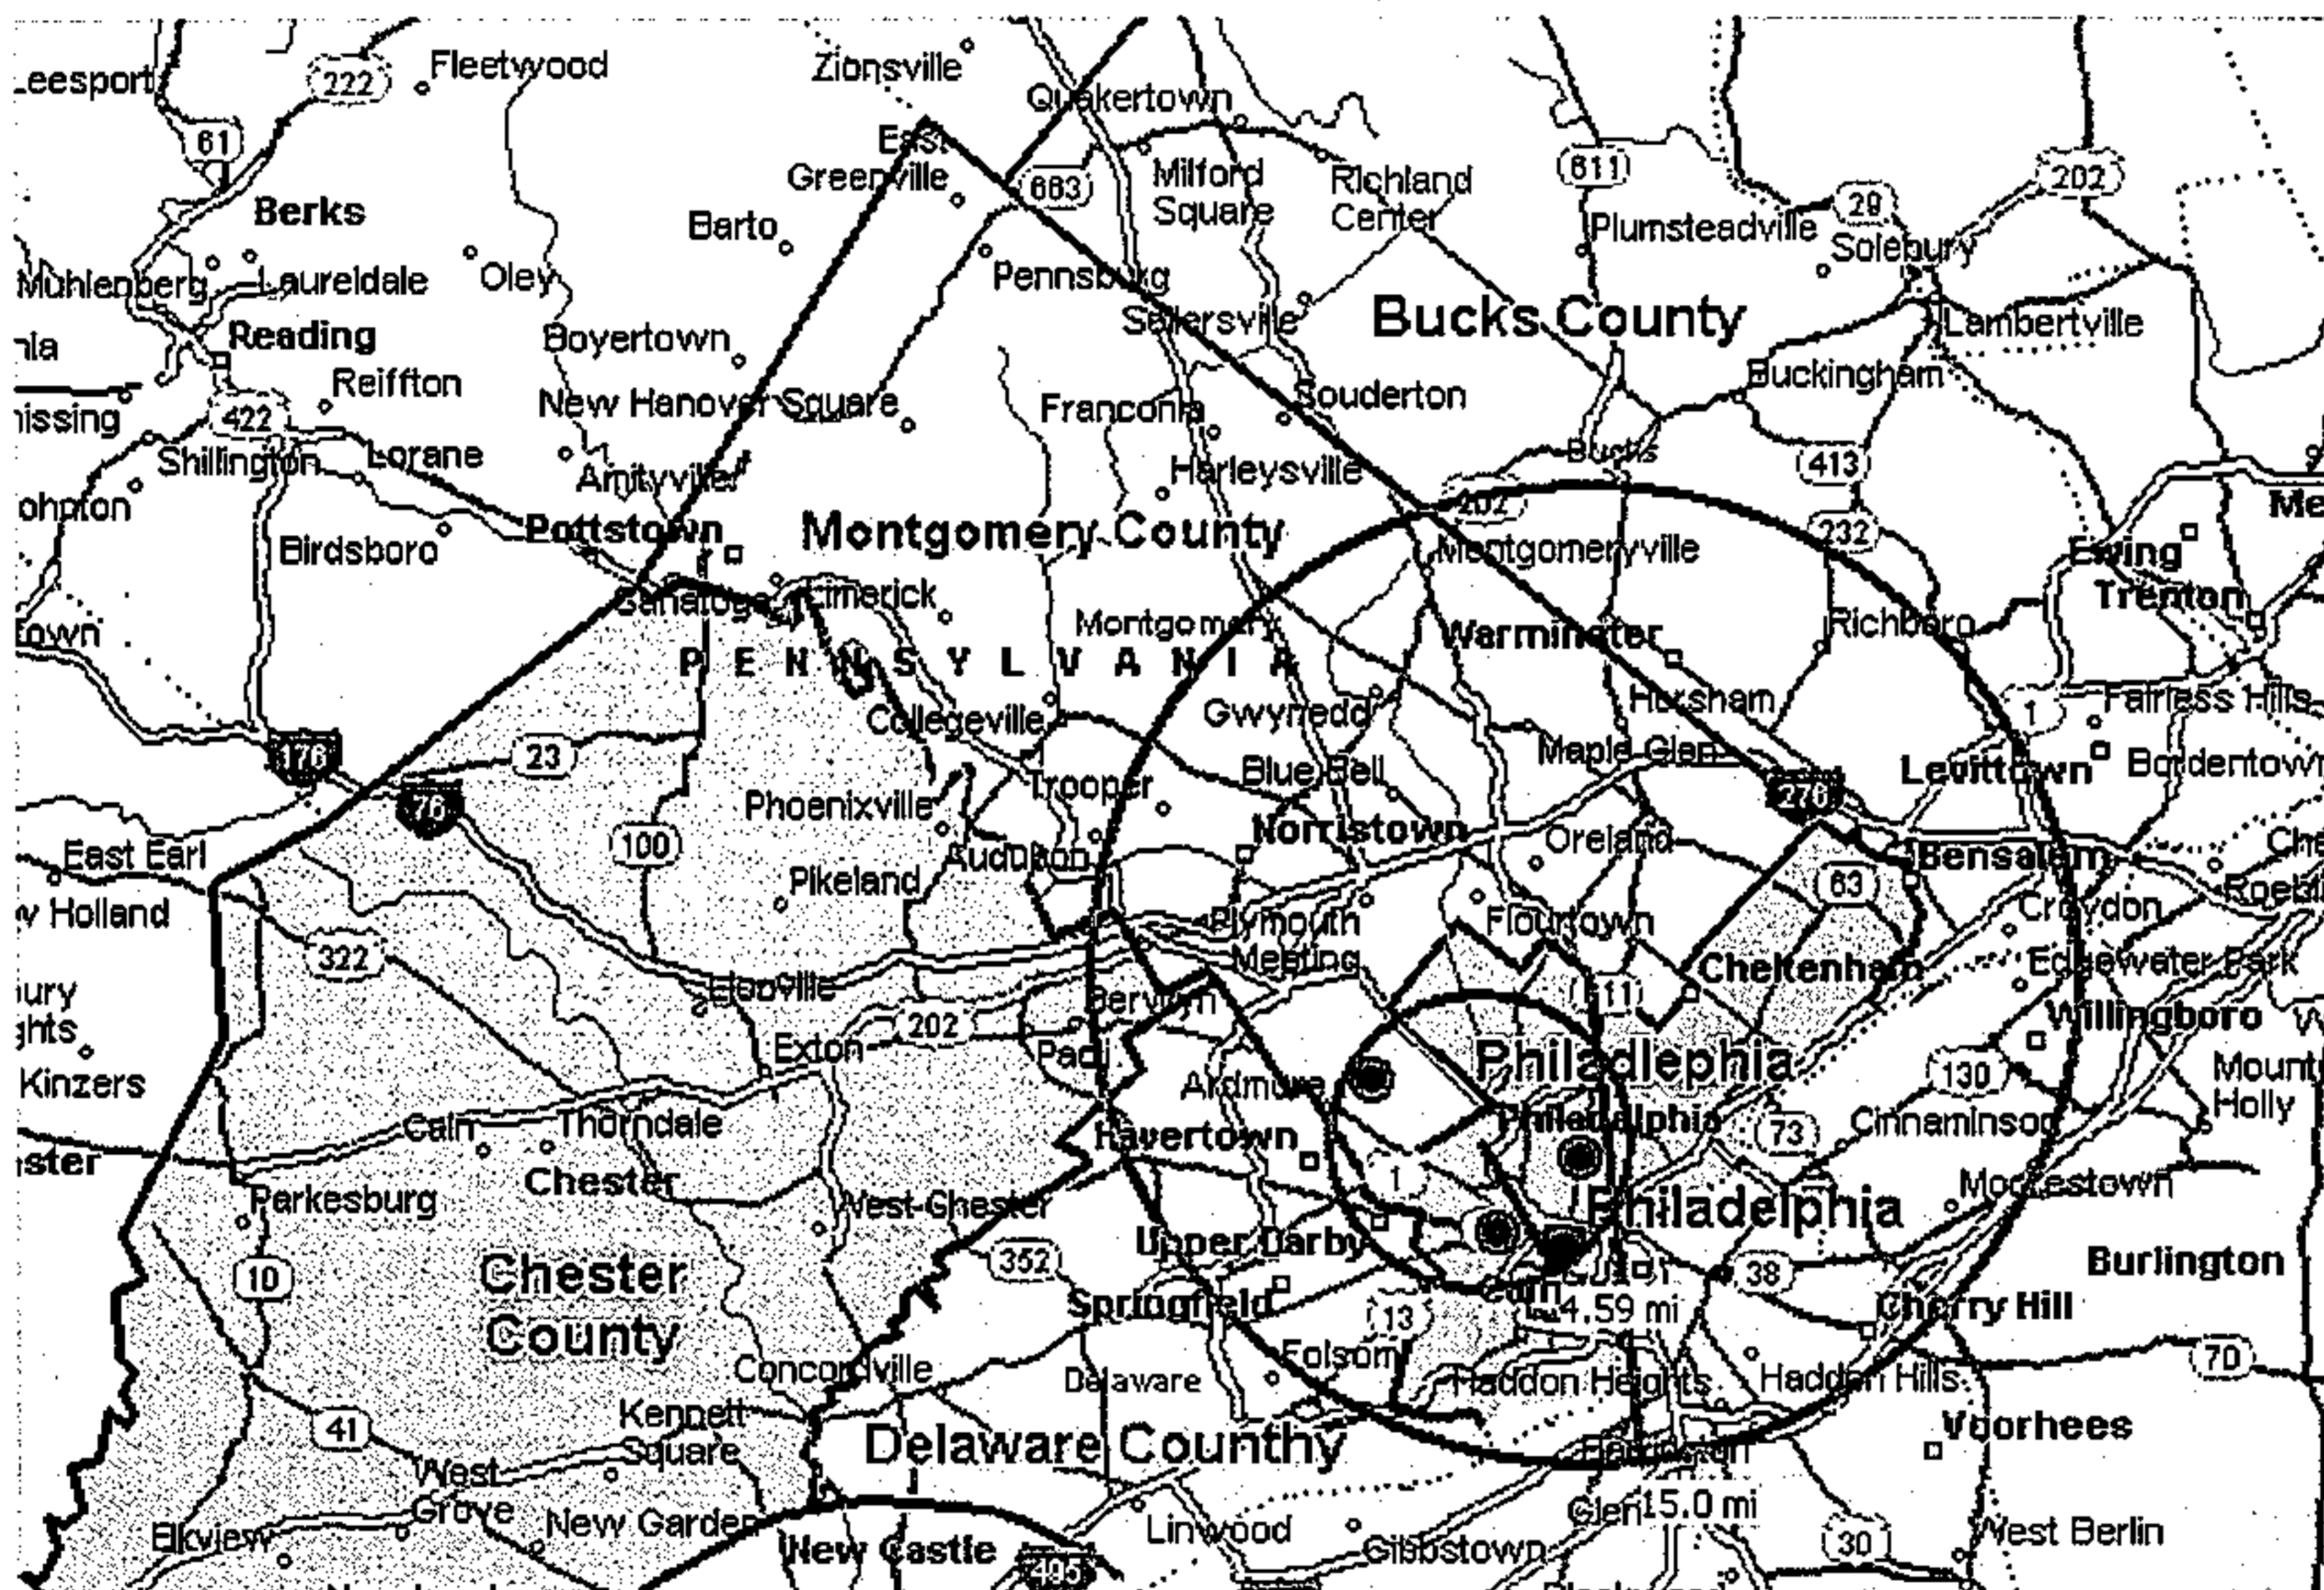 Leesport
222
Fleetwood
Zionsville
Quakertown
61
East
Greenville
663
Milford
Square
Richland
Center
611
29
202
Berks
Barto
Plumsteadville
Solebury
Muhlenberg
Laureldale
Oley
Pennsburg
Sellersville
Bucks County
Lambertville
Reading
Boyertown
Reiffton
Buckingham
New Hanover Square
Franconia
Souderton
422
Shillington
Lorane
Amityville
Harleysville
Bucks
413
Birdsboro
Pottstown
Montgomery County
202
Montgomeryville
232
Ewing
Trenton
Sanatoga
Limerick
Montgomery
Warminster
Richboro
PENNSYLVANIA
Collegeville
Gwynedd
Horsham
1
Fairless Hills
176
23
Maple Glen
Levittown
Bordentown
76
Trooper
Blue Bell
276
Phoenixville
Norristown
Oreland
100
East Earl
Audubon
Bensalem
Pikeland
63
Holland
Plymouth
Meeting
Flourtown
Croydon
322
Cheltenham
Edgewater Park
Berwyn
Willingboro
202
Exton
Paoli
Philadlephia
Kinzers
Ardmore
130
Mount
Holly
Caln
Thorndale
Havertown
Philadelphia
73
Cinnaminson
Chester
1
Parkesburg
West-Chester
Philadelphia
Moorestown
Upper Darby
352
10
Chester
County
38
Burlington
Springfield
4.59 mi
13
Cherry Hill
Folsom
70
Concordville
Delaware
Haddon Heights
Haddon Hills
41
Kennett
Square
Delaware Counthy
Voorhees
West
Grove
Glen
15.0 mi
Elkview
New Garden
New Castle
Linwood
Gibbstown
30
West Berlin
495